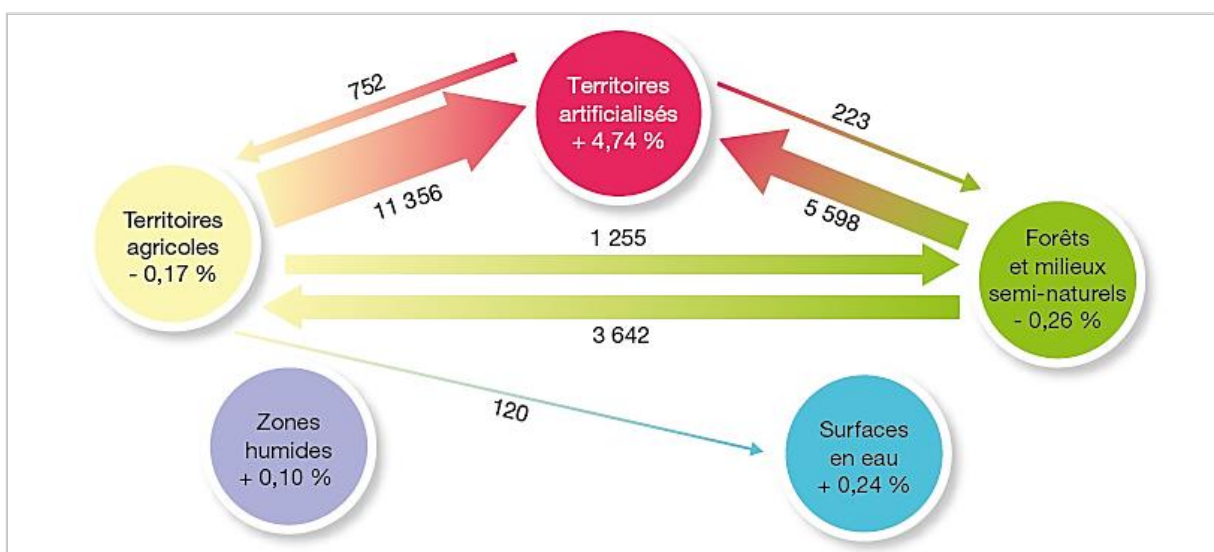 752
Territoires
artificialisés
+ 4,74 %
223
11 356
5 598
Territoires
agricoles
- 0,17 %
1 255
Forêts
et milieux
semi-naturels
- 0,26 %
3 642
120
Zones
humides
+ 0,10 %
Surfaces
en eau
+ 0,24 %